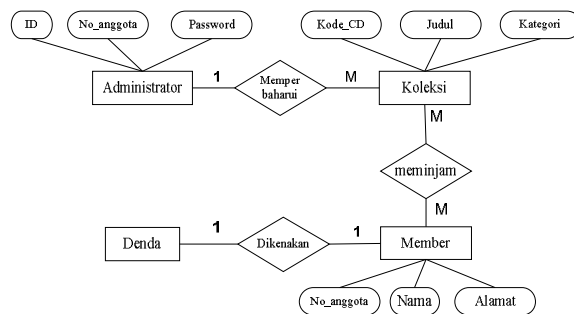 ID
No_anggota
Password
Kode_CD
Judul
Kategori
Administrator
1
Memper
baharui
M
Koleksi
M
meminjam
M
Denda
1
Dikenakan
1
Member
No_anggota
Nama
Alamat